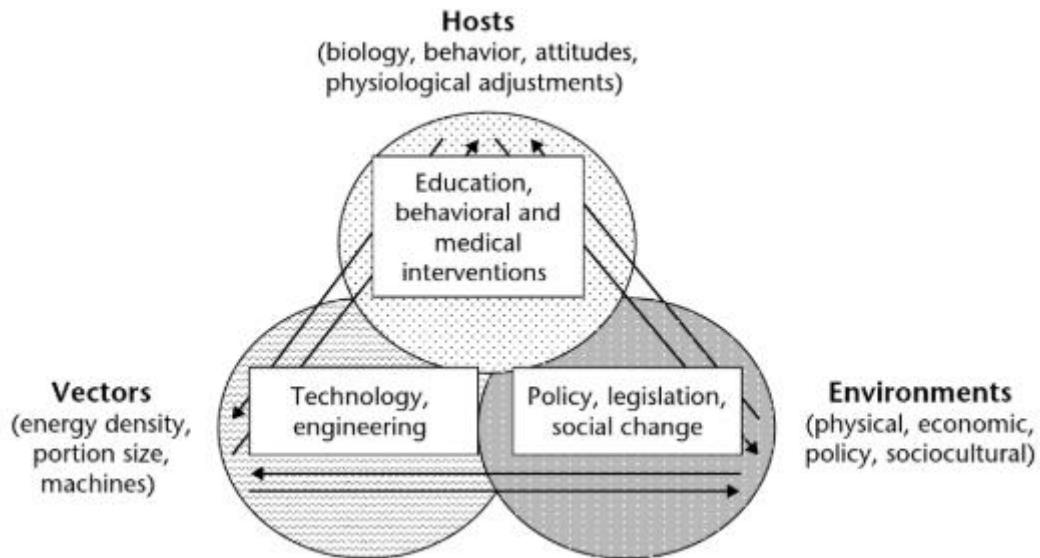 Hosts
(biology, behavior, attitudes,
physiological adjustments)
Education,
behavioral and
medical
interventions
Vectors
(energy density,
portion size,
machines)
Technology,
engineering
Policy, legislation,
social change
Environments
(physical, economic,
policy, sociocultural)